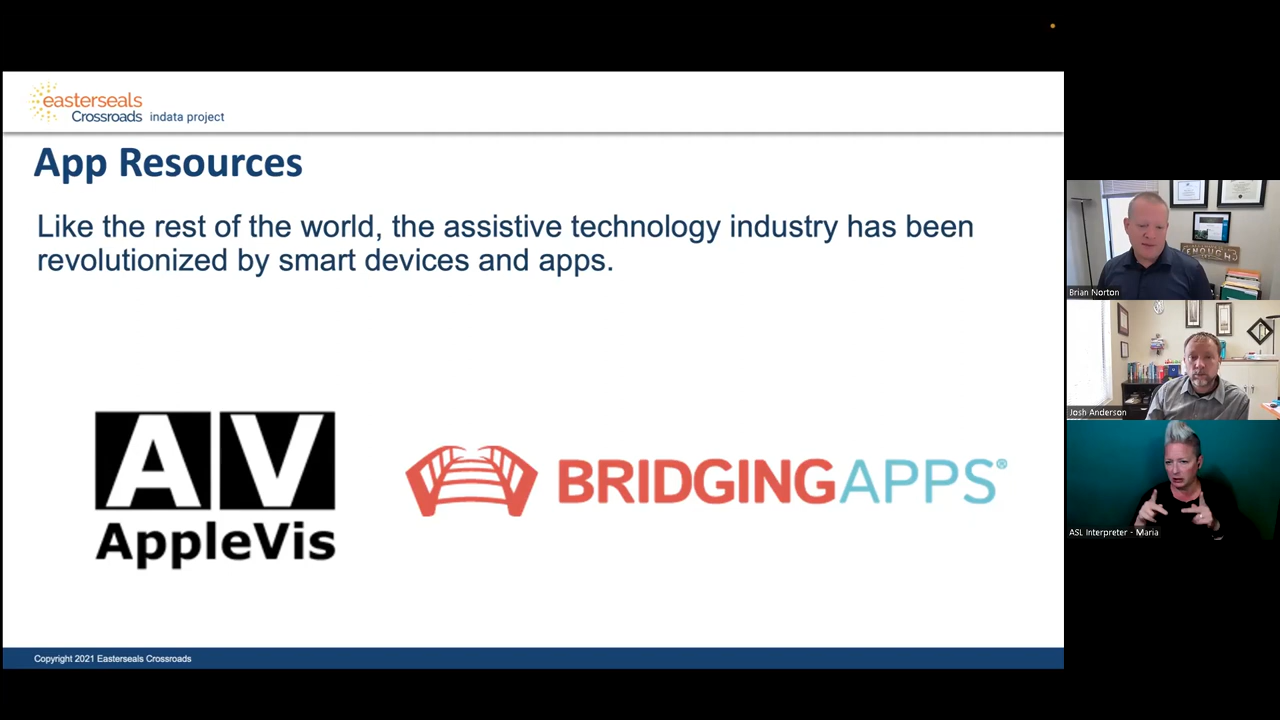 easterseals
Crossroads indata project
App Resources
Like the rest of the world, the assistive technology industry has been
revolutionized by smart devices and apps.
AV
AppleVis
BRIDGINGAPPS®
Copyright 2021 Easterseals Crossroads
Brian Norton
Josh Anderson
ASL Interpreter - Maria